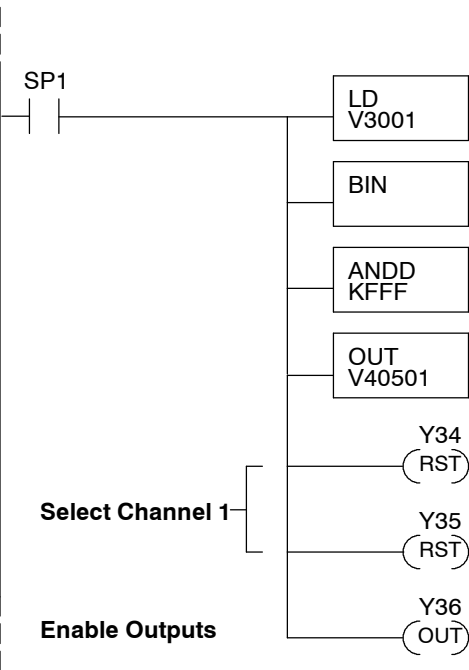 SP1
LD
V3001
BIN
ANDD
KFFF
OUT
V40501
Y34
RST
Select Channel 1
Y35
RST
Y36
Enable Outputs
OUT